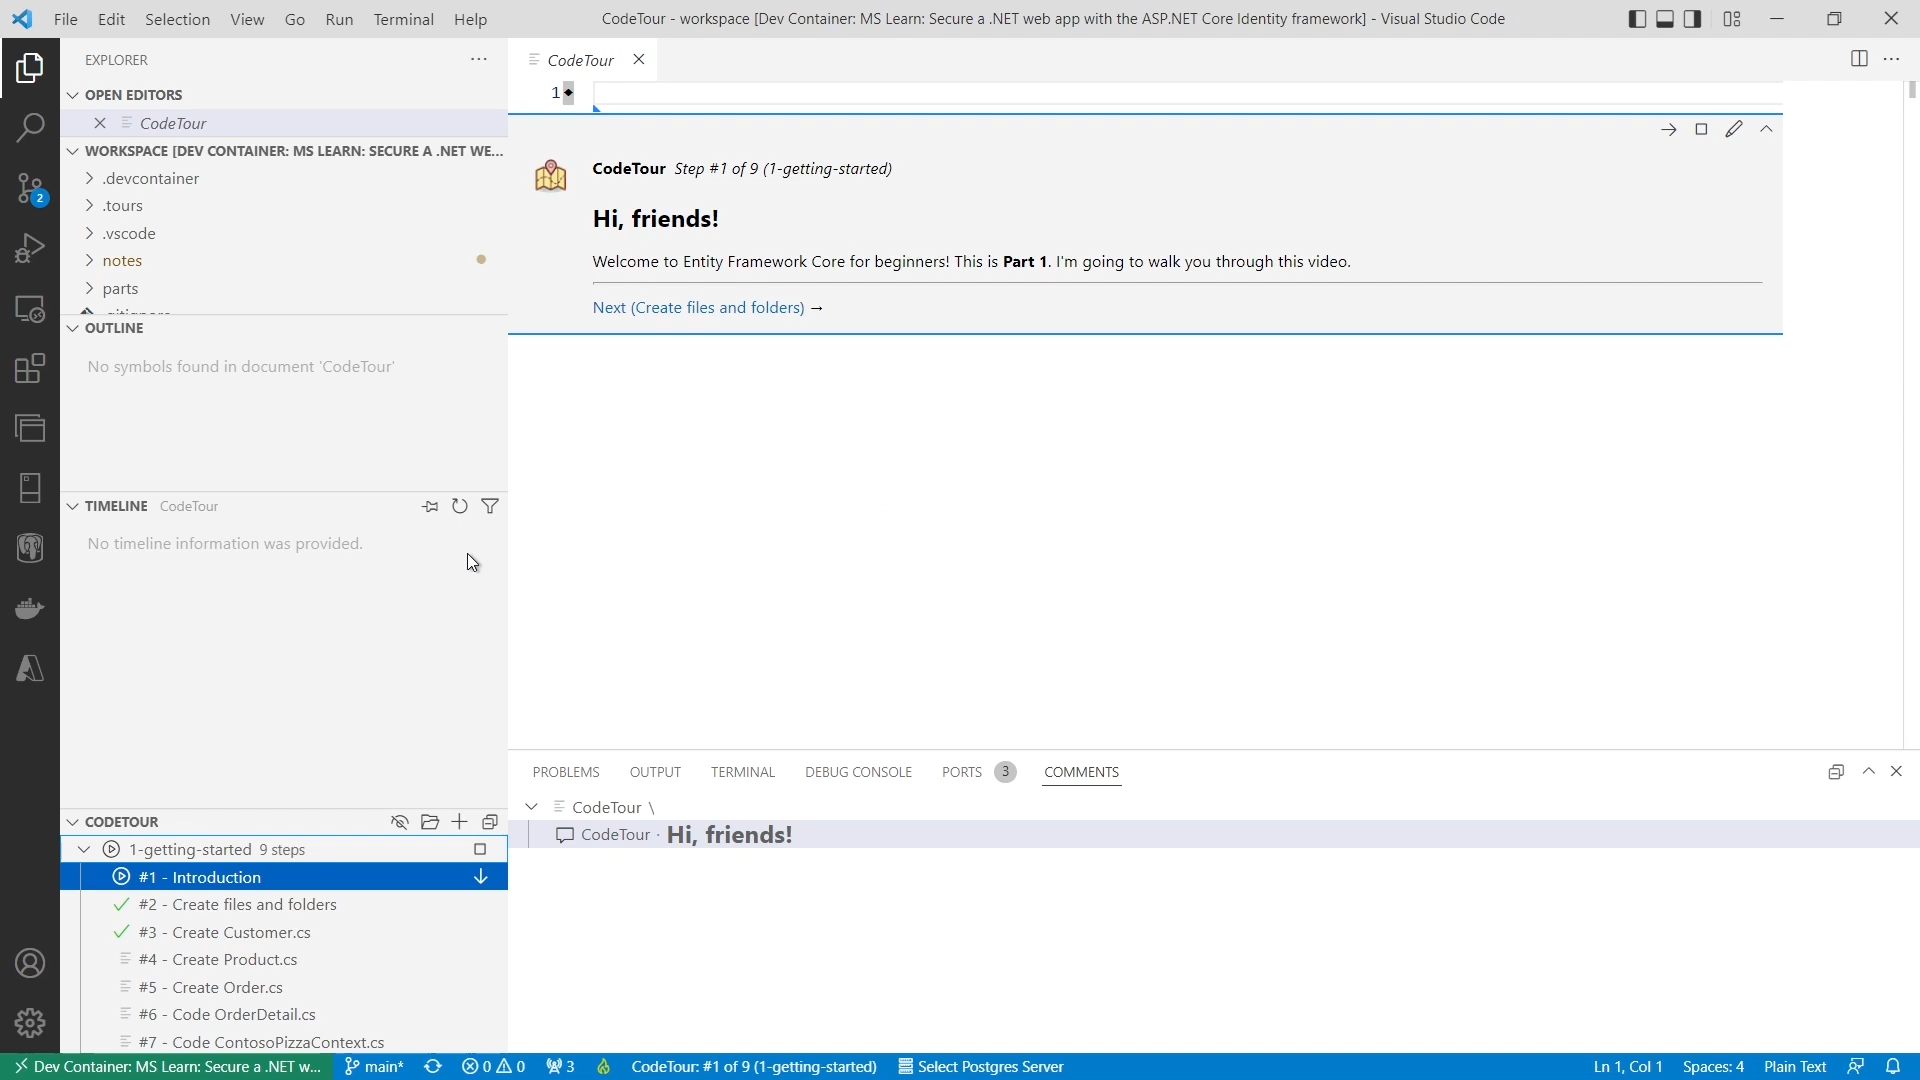 File Edit Selection View Go Run Terminal Help
CodeTour - workspace [Dev Container: MS Learn: Secure a .NET web app with the ASP.NET Core Identity framework] - Visual Studio Code
EXPLORER
OPEN EDITORS
CodeTour
WORKSPACE [DEV CONTAINER: MS LEARN: SECURE A .NET WE...
.devcontainer
.tours
.vscode
notes
parts
.gitignore
OUTLINE
No symbols found in document 'CodeTour'
TIMELINE CodeTour
No timeline information was provided.
CODETOUR
1-getting-started 9 steps
#1 - Introduction
#2 - Create files and folders
#3 - Create Customer.cs
#4 - Create Product.cs
#5 - Create Order.cs
#6 - Code OrderDetail.cs
#7 - Code ContosoPizzaContext.cs
CodeTour
1
CodeTour Step #1 of 9 (1-getting-started)
Hi, friends!
Welcome to Entity Framework Core for beginners! This is Part 1. I'm going to walk you through this video.
Next (Create files and folders) →
PROBLEMS OUTPUT TERMINAL DEBUG CONSOLE PORTS 3 COMMENTS
CodeTour \
CodeTour · Hi, friends!
2
Dev Container: MS Learn: Secure a .NET w... main* 0 0 3 CodeTour: #1 of 9 (1-getting-started) Select Postgres Server Ln 1, Col 1 Spaces: 4 Plain Text